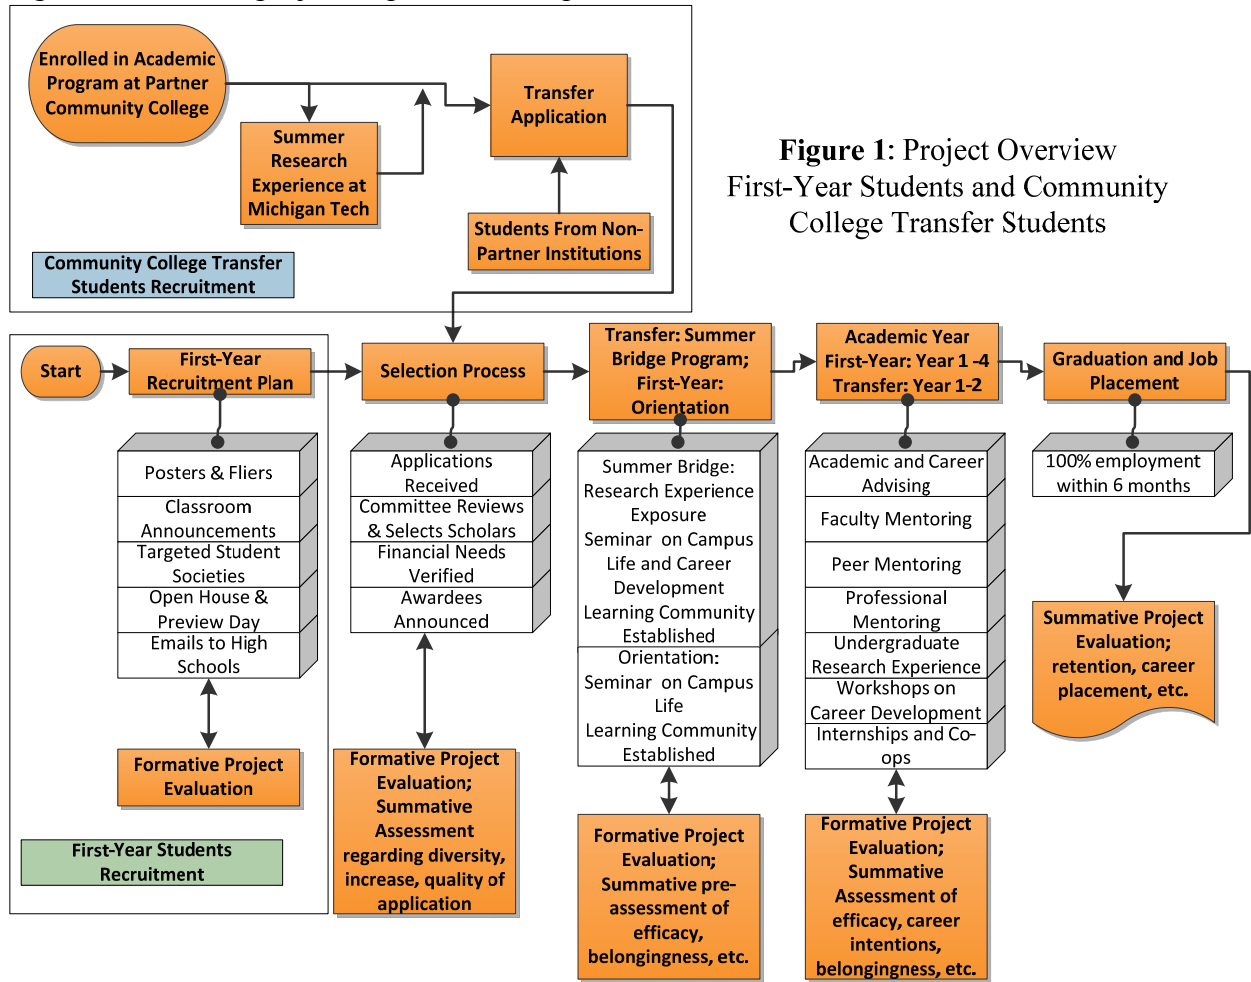 Enrolled in Academic
Program at Partner
Community College
Summer
Research
Experience at
Michigan Tech
Transfer
Application
Students From Non-
Partner Institutions
Community College Transfer
Students Recruitment
Figure 1: Project Overview
First-Year Students and Community
College Transfer Students
Start
First-Year
Recruitment Plan
Selection Process
Transfer: Summer
Bridge Program;
First-Year:
Orientation
Academic Year
First-Year: Year 1 -4
Transfer: Year 1-2
Graduation and Job
Placement
Posters & Fliers
Classroom
Announcements
Targeted Student
Societies
Open House &
Preview Day
Emails to High
Schools
Formative Project
Evaluation
First-Year Students
Recruitment
Applications
Received
Committee Reviews
& Selects Scholars
Financial Needs
Verified
Awardees
Announced
Formative Project
Evaluation;
Summative
Assessment
regarding diversity,
increase, quality of
application
Summer Bridge:
Research Experience
Exposure
Seminar on Campus
Life and Career
Development
Learning Community
Established
Orientation:
Seminar on Campus
Life
Learning Community
Established
Formative Project
Evaluation;
Summative pre-
assessment of
efficacy,
belongingness, etc.
Academic and Career
Advising
Faculty Mentoring
Peer Mentoring
Professional
Mentoring
Undergraduate
Research Experience
Workshops on
Career Development
Internships and Co-
ops
Formative Project
Evaluation;
Summative
Assessment of
efficacy, career
intentions,
belongingness, etc.
100% employment
within 6 months
Summative Project
Evaluation;
retention, career
placement, etc.